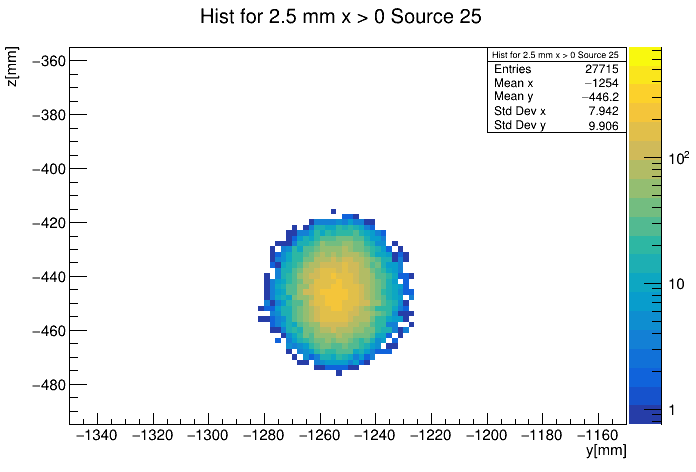 Hist for 2.5 mm x > 0 Source 25
z[mm]
Hist for 2.5 mm x > 0 Source 25
Entries 27715
Mean x −1254
Mean y −446.2
Std Dev x 7.942
Std Dev y 9.906
−360
−380
−400
−420
−440
−460
−480
10²
10
1
−1340 −1320 −1300 −1280 −1260 −1240 −1220 −1200 −1180 −1160
y[mm]